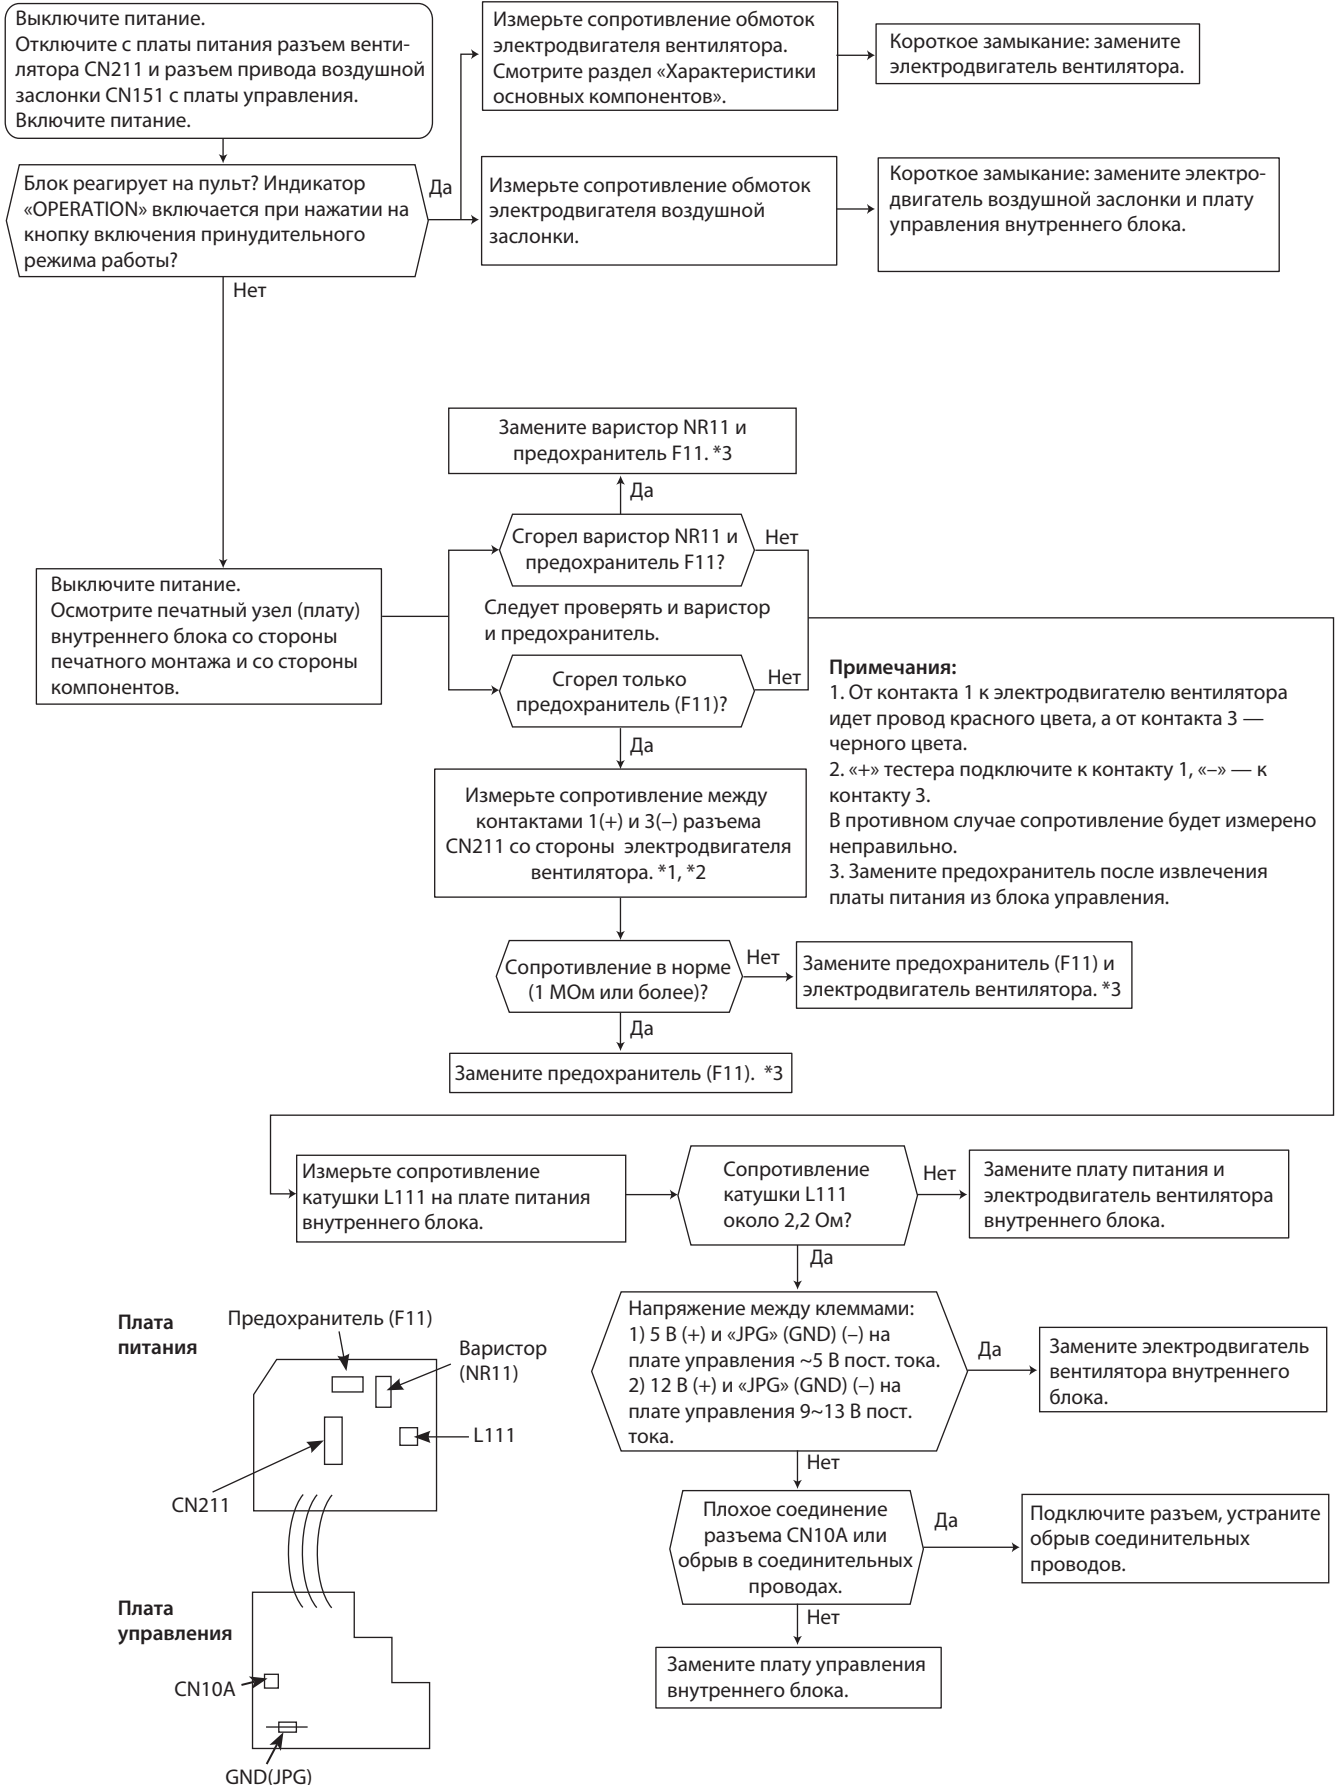 Выключите питание.
Отключите с платы питания разъем венти-
лятора CN211 и разъем привода воздушной
заслонки CN151 с платы управления.
Включите питание.
Измерьте сопротивление обмоток
электродвигателя вентилятора.
Смотрите раздел «Характеристики
основных компонентов».
Короткое замыкание: замените
электродвигатель вентилятора.
Блок реагирует на пульт? Индикатор
«OPERATION» включается при нажатии на
кнопку включения принудительного
режима работы?
Да
Измерьте сопротивление обмоток
электродвигателя воздушной
заслонки.
Короткое замыкание: замените электро-
двигатель воздушной заслонки и плату
управления внутреннего блока.
Нет
Замените варистор NR11 и
предохранитель F11. *3
Да
Сгорел варистор NR11 и
предохранитель F11?
Нет
Выключите питание.
Осмотрите печатный узел (плату)
внутреннего блока со стороны
печатного монтажа и со стороны
компонентов.
Следует проверять и варистор
и предохранитель.
Сгорел только
предохранитель (F11)?
Нет
Да
Примечания:
1. От контакта 1 к электродвигателю вентилятора
идет провод красного цвета, а от контакта 3 —
черного цвета.
2. «+» тестера подключите к контакту 1, «–» — к
контакту 3.
В противном случае сопротивление будет измерено
неправильно.
3. Замените предохранитель после извлечения
платы питания из блока управления.
Измерьте сопротивление между
контактами 1(+) и 3(–) разъема
CN211 со стороны электродвигателя
вентилятора. *1, *2
Сопротивление в норме
(1 МОм или более)?
Нет
Замените предохранитель (F11) и
электродвигатель вентилятора. *3
Да
Замените предохранитель (F11). *3
Измерьте сопротивление
катушки L111 на плате питания
внутреннего блока.
Сопротивление
катушки L111
около 2,2 Ом?
Нет
Замените плату питания и
электродвигатель вентилятора
внутреннего блока.
Да
Напряжение между клеммами:
1) 5 В (+) и «JPG» (GND) (–) на
плате управления ~5 В пост. тока.
2) 12 В (+) и «JPG» (GND) (–) на
плате управления 9~13 В пост.
тока.
Да
Замените электродвигатель
вентилятора внутреннего
блока.
Нет
Плохое соединение
разъема CN10A или
обрыв в соединительных
проводах.
Да
Подключите разъем, устраните
обрыв соединительных
проводов.
Нет
Замените плату управления
внутреннего блока.
Плата
питания
Предохранитель (F11)
Варистор
(NR11)
L111
CN211
Плата
управления
CN10A
GND(JPG)